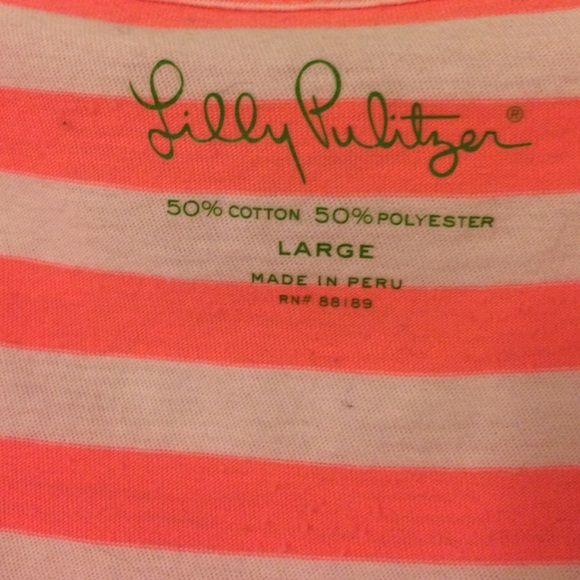 Lilly Pulitzer®
50% COTTON 50% POLYESTER
LARGE
MADE IN PERU
RN# 88189